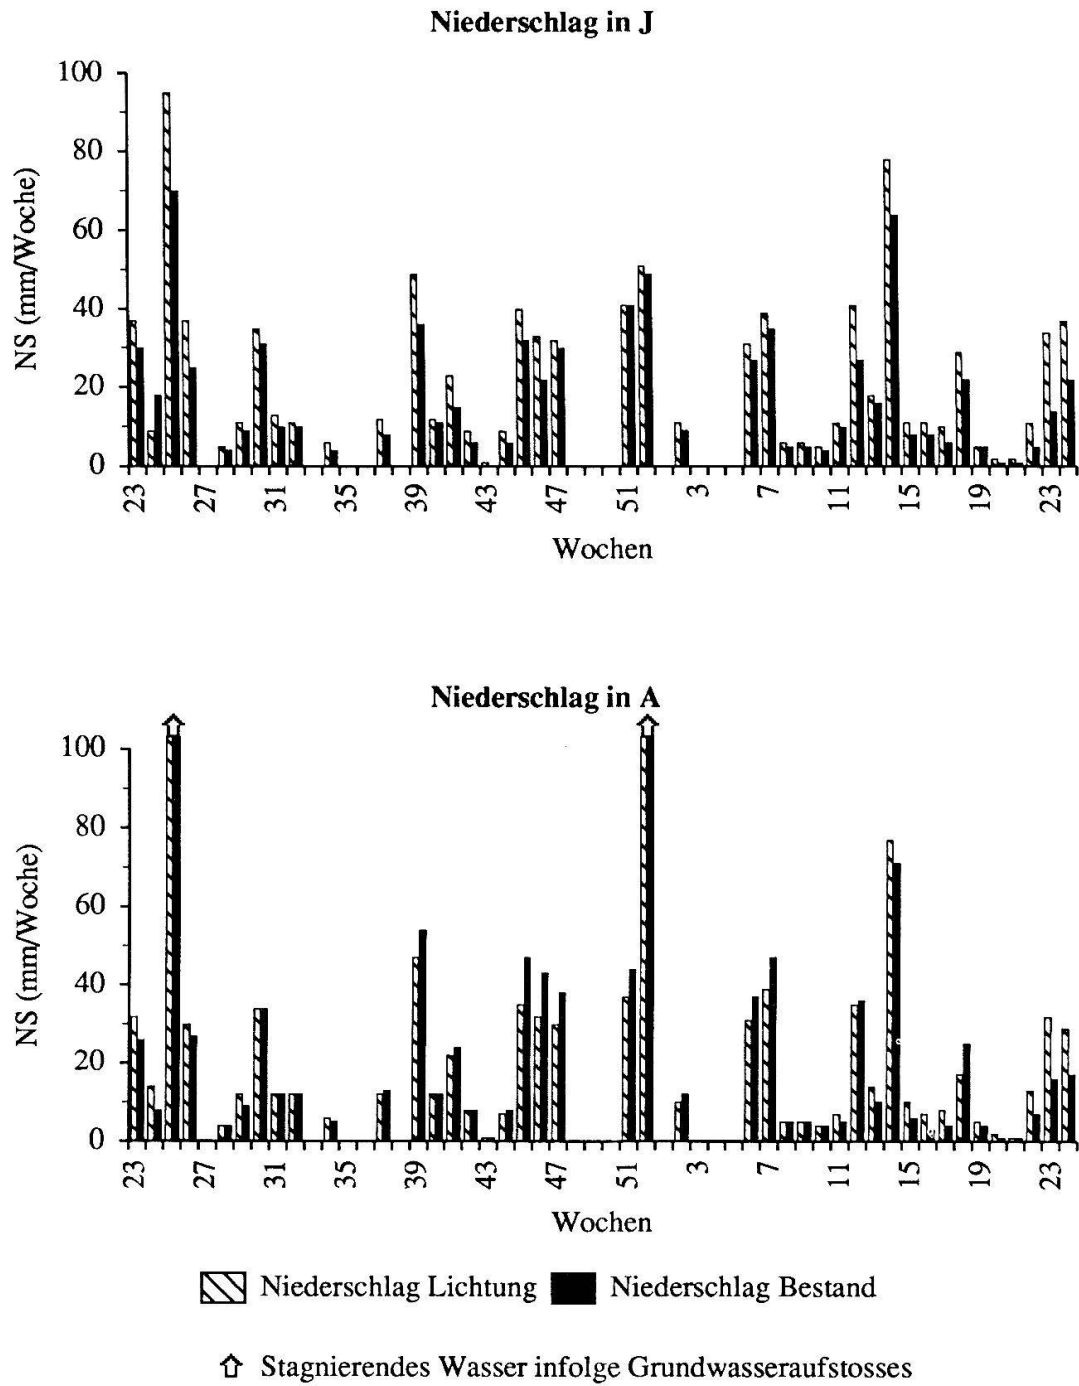 Niederschlag in J
NS (mm/Woche)
100
80
60
40
20
0
23 27 31 35 39 43 47 51 3 7 11 15 19 23
Wochen
Niederschlag in A
NS (mm/Woche)
100
80
60
40
20
0
23 27 31 35 39 43 47 51 3 7 11 15 19 23
Wochen
Niederschlag Lichtung Niederschlag Bestand
Stagnierendes Wasser infolge Grundwasseraufstosses